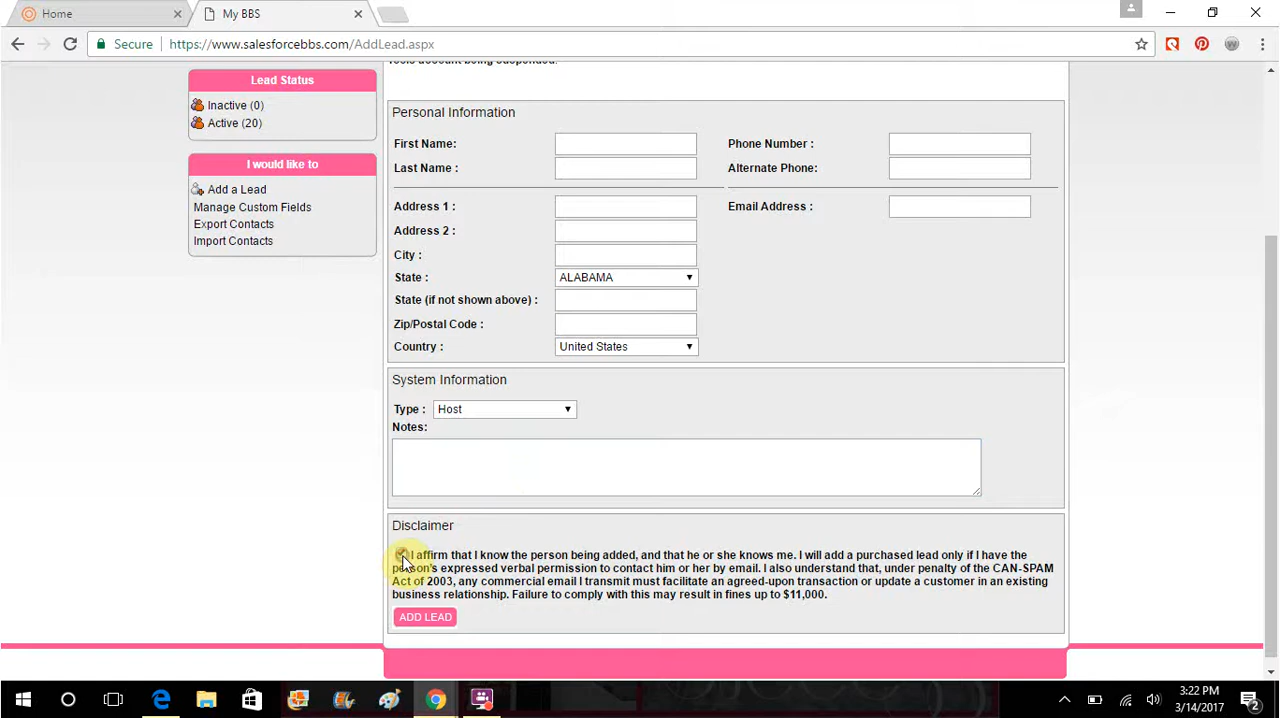 Home
My BBS
Secure
https://www.salesforcebbs.com/AddLead.aspx
Lead Status
Inactive (0)
Active (20)
I would like to
Add a Lead
Manage Custom Fields
Export Contacts
Import Contacts
Tools account being suspended.
Personal Information
First Name:
Phone Number :
Last Name :
Alternate Phone:
Address 1 :
Email Address :
Address 2 :
City :
State :
ALABAMA
State (if not shown above) :
Zip/Postal Code :
Country :
United States
System Information
Type :
Host
Notes:
Disclaimer
I affirm that I know the person being added, and that he or she knows me. I will add a purchased lead only if I have the
person's expressed verbal permission to contact him or her by email. I also understand that, under penalty of the CAN-SPAM
Act of 2003, any commercial email I transmit must facilitate an agreed-upon transaction or update a customer in an existing
business relationship. Failure to comply with this may result in fines up to $11,000.
ADD LEAD
3:22 PM
3/14/2017
2